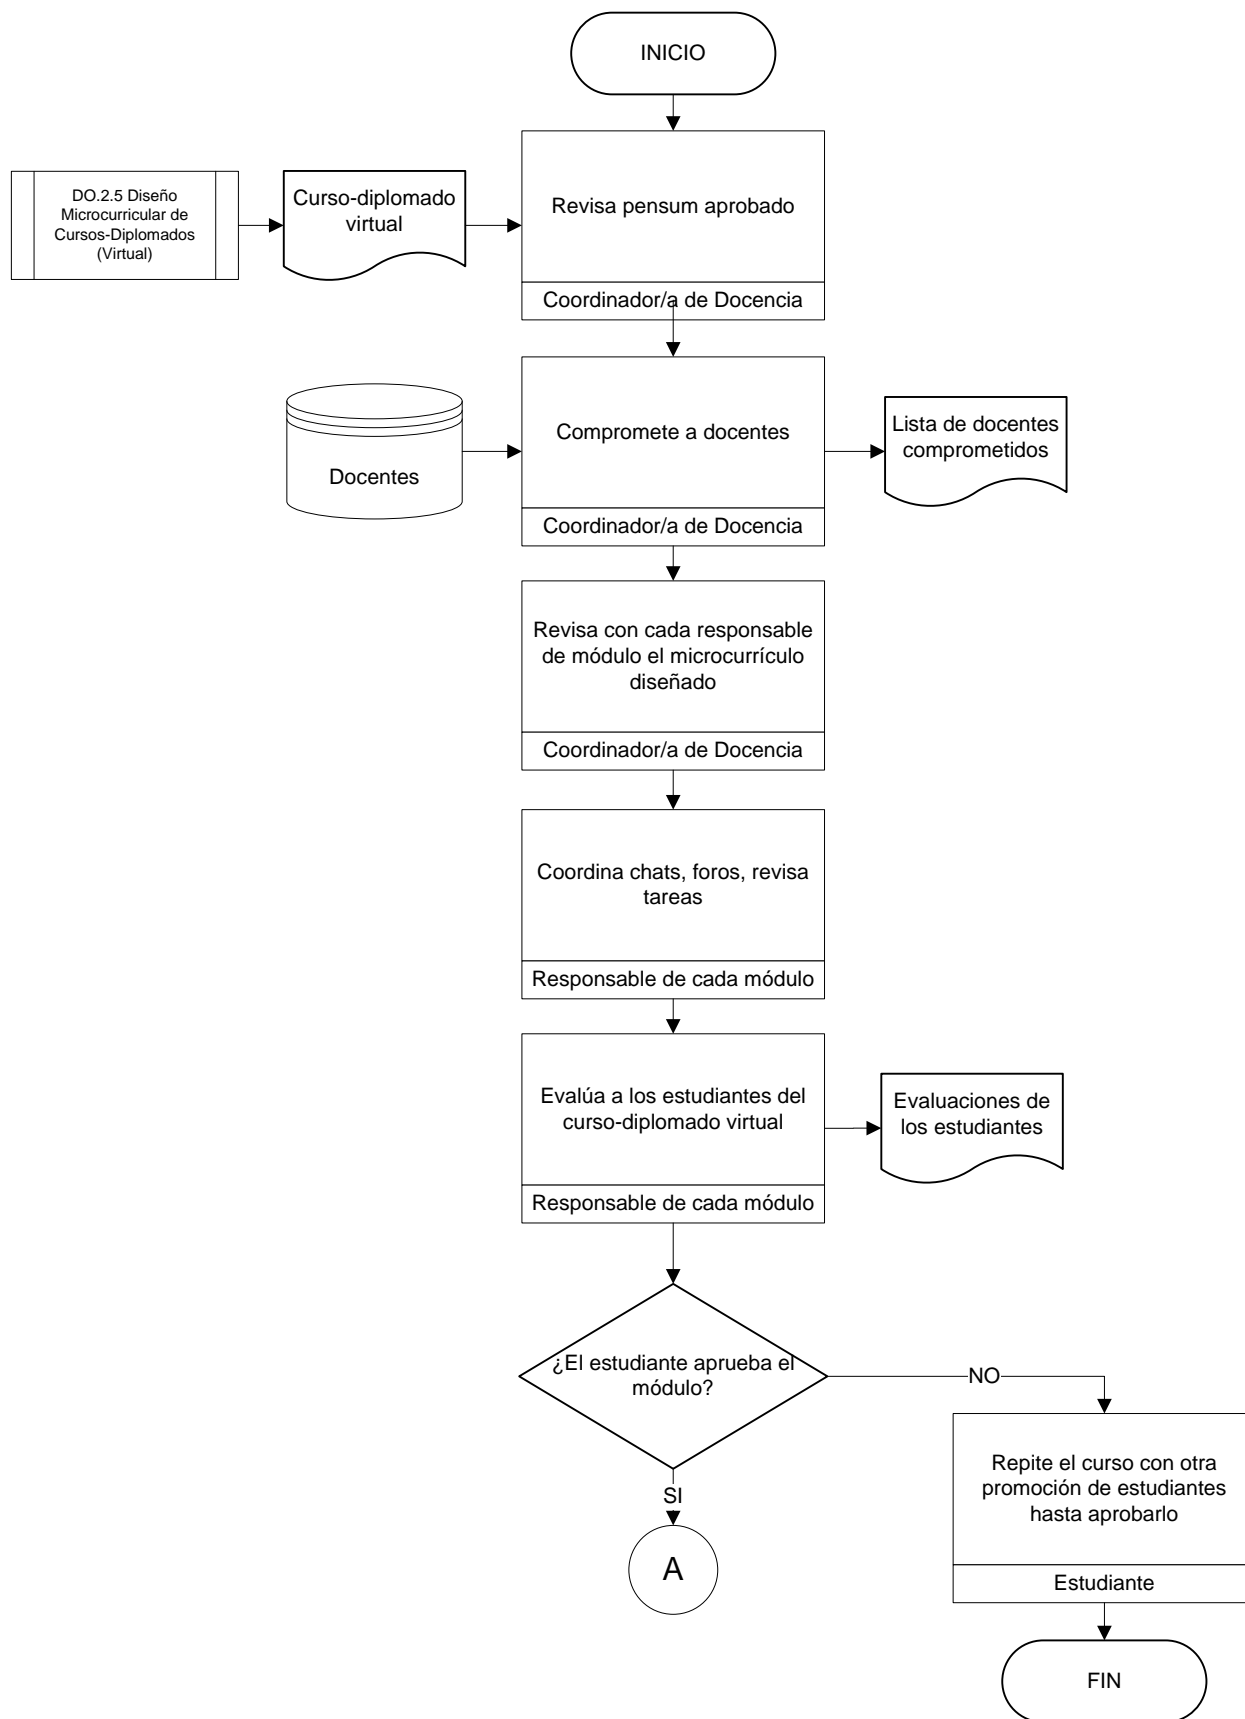 INICIO
DO.2.5 Diseño
Microcurricular de
Cursos-Diplomados
(Virtual)
Curso-diplomado
virtual
Revisa pensum aprobado
Coordinador/a de Docencia
Docentes
Compromete a docentes
Coordinador/a de Docencia
Lista de docentes
comprometidos
Revisa con cada responsable
de módulo el microcurrículo
diseñado
Coordinador/a de Docencia
Coordina chats, foros, revisa
tareas
Responsable de cada módulo
Evalúa a los estudiantes del
curso-diplomado virtual
Responsable de cada módulo
Evaluaciones de
los estudiantes
¿El estudiante aprueba el
módulo?
NO
SI
A
Repite el curso con otra
promoción de estudiantes
hasta aprobarlo
Estudiante
FIN